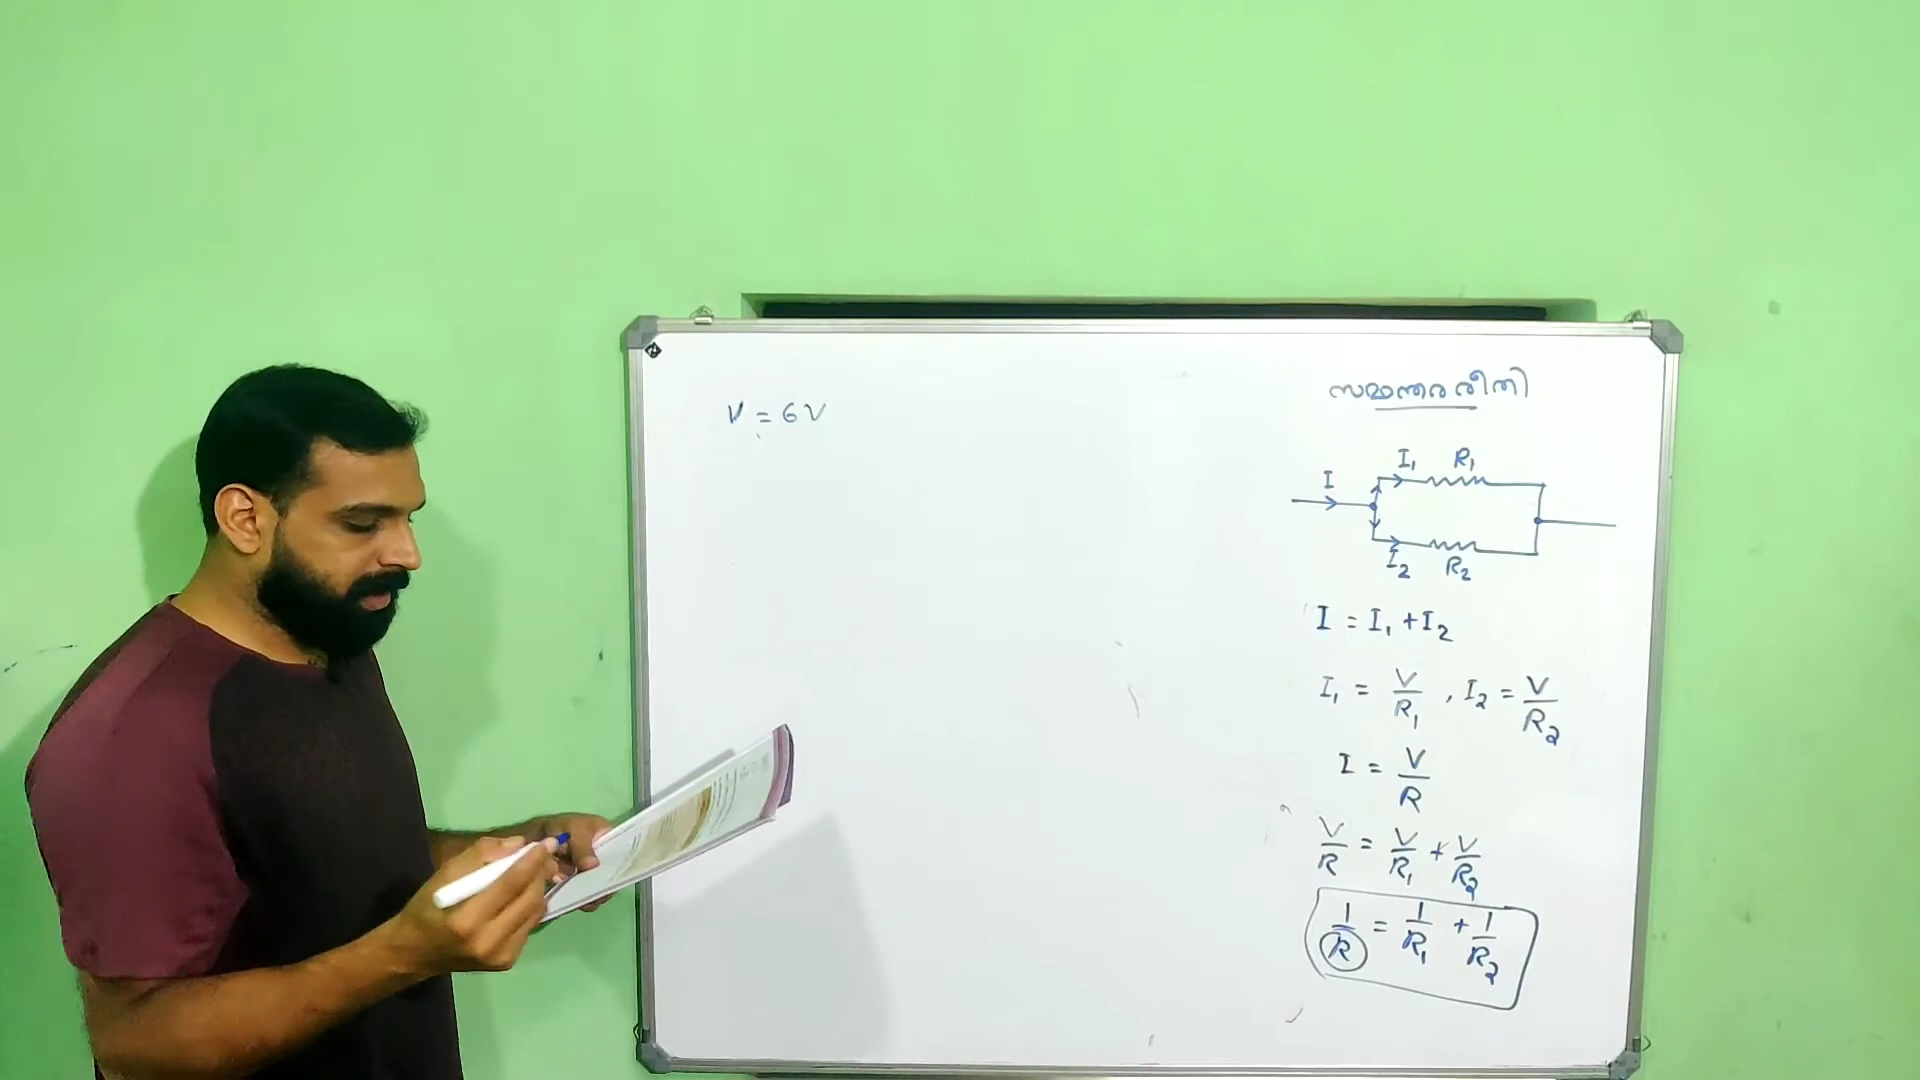 V = 6V
സമാന്തരരീതി
I I₁ R₁
I₂ R₂
I = I₁ + I₂
I₁ = V/R₁ , I₂ = V/R₂
I = V/R
V/R = V/R₁ + V/R₂
1/R = 1/R₁ + 1/R₂